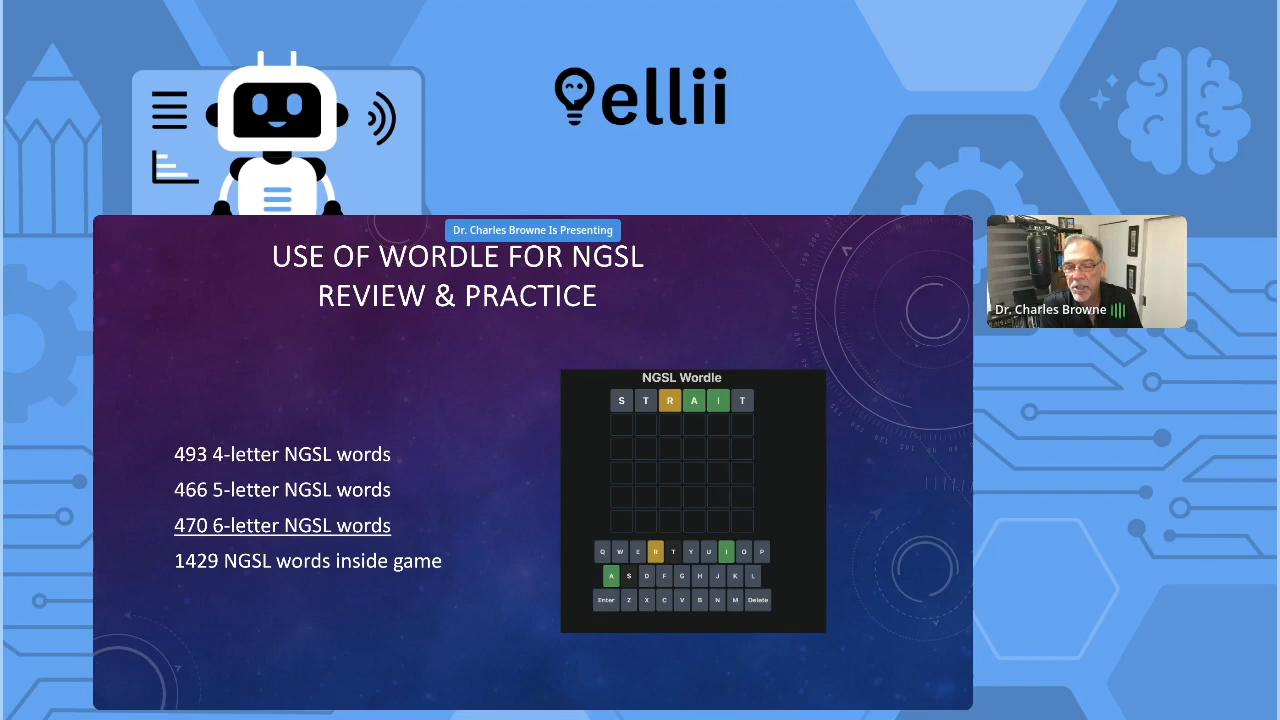 ellii
Dr. Charles Browne Is Presenting
USE OF WORDLE FOR NGSL
REVIEW & PRACTICE
493 4-letter NGSL words
466 5-letter NGSL words
470 6-letter NGSL words
1429 NGSL words inside game
NGSL Wordle
S T R A I T
Q W E R T Y U I O P
A S D F G H J K L
Enter Z X C V B N M Delete
Dr. Charles Browne